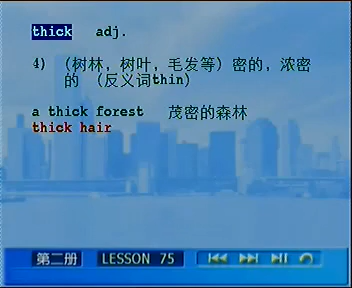 thick adj.
4) （树林，树叶，毛发等）密的，浓密
的 （反义词thin）
a thick forest 茂密的森林
thick hair
第二册 LESSON 75